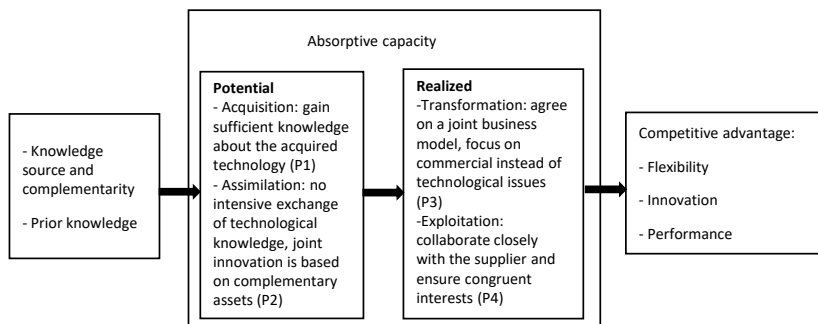 Absorptive capacity
- Knowledge
source and
complementarity
- Prior knowledge
Potential
- Acquisition: gain
sufficient knowledge
about the acquired
technology (P1)
- Assimilation: no
intensive exchange
of technological
knowledge, joint
innovation is based
on complementary
assets (P2)
Realized
-Transformation: agree
on a joint business
model, focus on
commercial instead of
technological issues
(P3)
-Exploitation:
collaborate closely
with the supplier and
ensure congruent
interests (P4)
Competitive advantage:
- Flexibility
- Innovation
- Performance